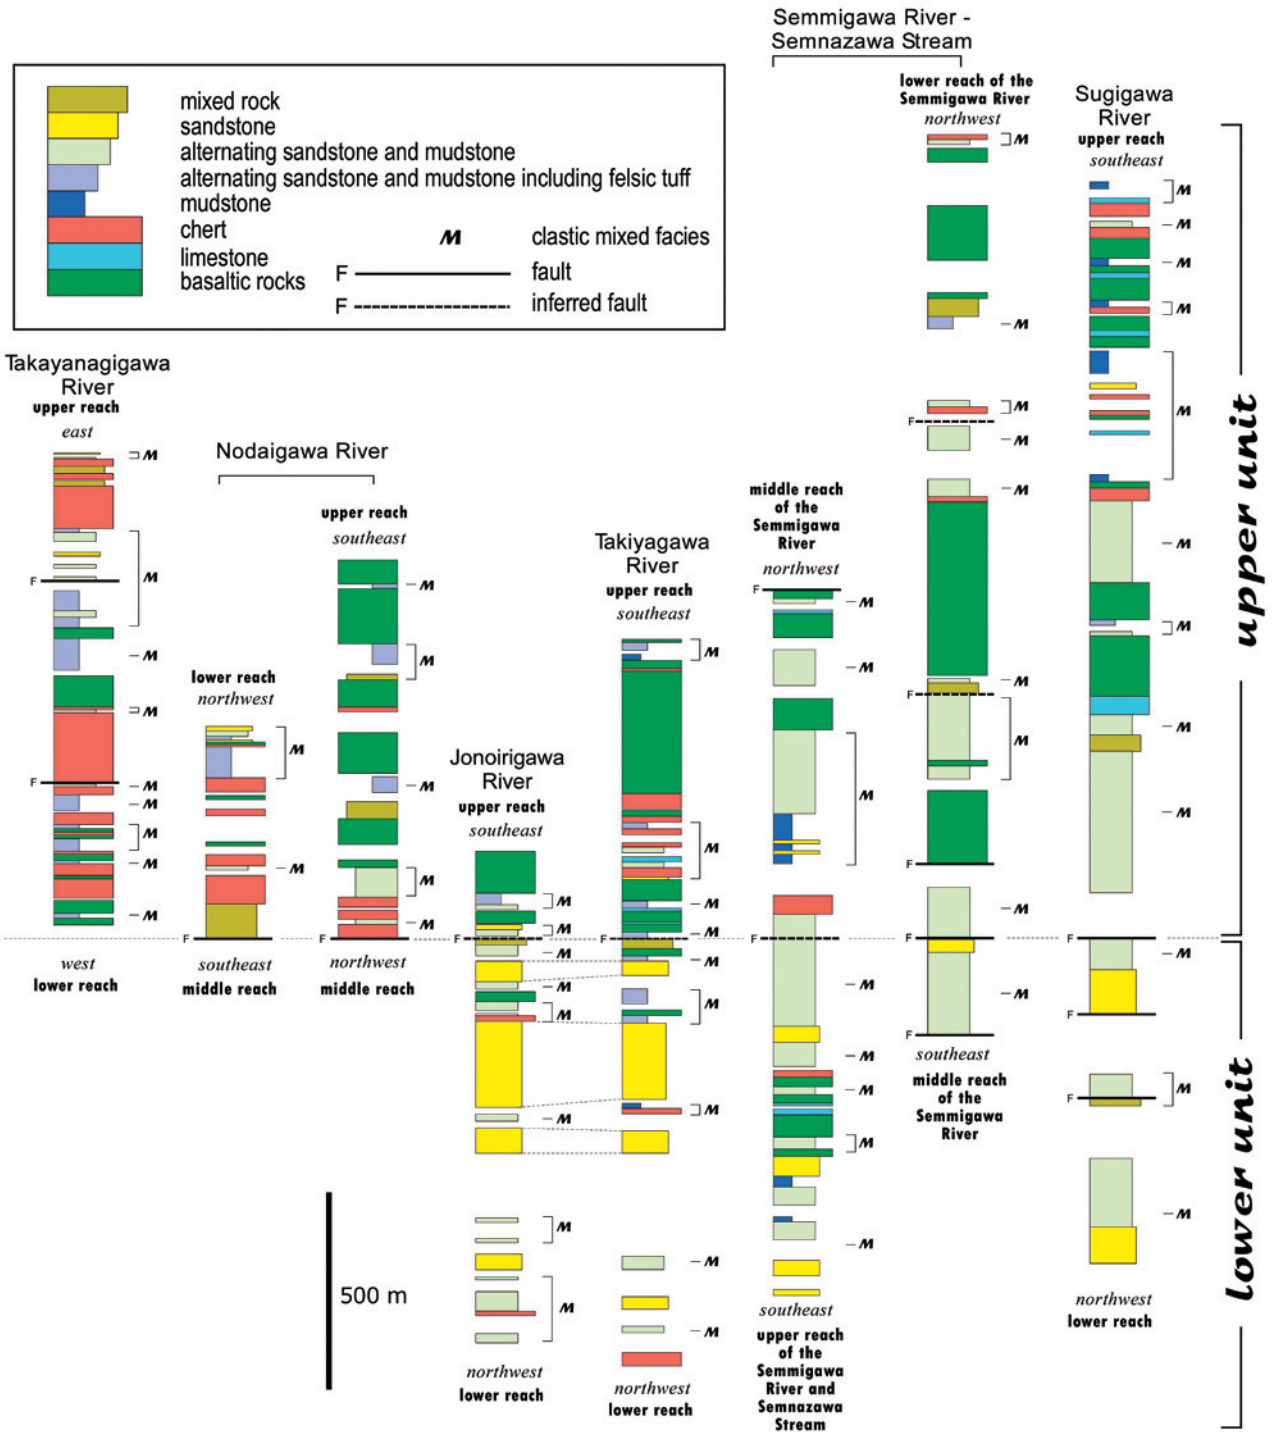 Semmigawa River -
Semnazawa Stream
mixed rock
sandstone
alternating sandstone and mudstone
alternating sandstone and mudstone including felsic tuff
mudstone
chert
limestone
basaltic rocks
M clastic mixed facies
F fault
F inferred fault
lower reach of the
Semmigawa River
northwest
M
M
M
F
M
M
M
F
M
F
M
F
M
F
southeast
middle reach
of the
Semmigawa
River
Sugigawa
River
upper reach
southeast
M
M
M
M
M
M
M
M
M
F
M
F
M
F
M
northwest
lower reach
upper unit
lower unit
Takayanagigawa
River
upper reach
east
M
M
F
M
M
F
M
M
M
M
M
west
lower reach
Nodaigawa River
lower reach
northwest
M
M
F
southeast
middle reach
upper reach
southeast
M
M
M
M
M
F
northwest
middle reach
Jonoirigawa
River
upper reach
southeast
M
M
F
M
M
M
M
M
M
northwest
lower reach
Takiyagawa
River
upper reach
southeast
M
M
M
M
F
M
M
M
M
M
northwest
lower reach
middle reach
of the
Semmigawa
River
northwest
F
M
M
M
F
M
M
M
M
M
southeast
upper reach
of the
Semmigawa
River and
Semnazawa
Stream
500 m